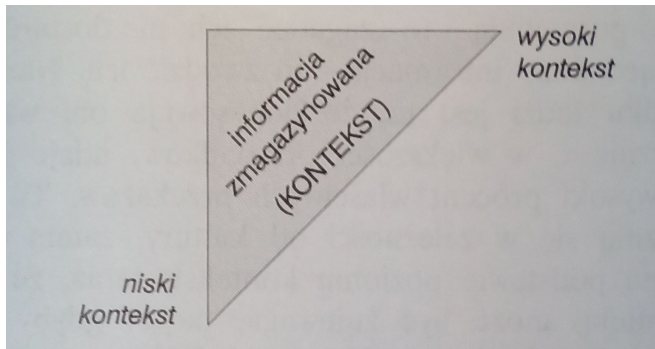 wysoki
kontekst
informacja
zmagazynowana
(KONTEKST)
niski
kontekst